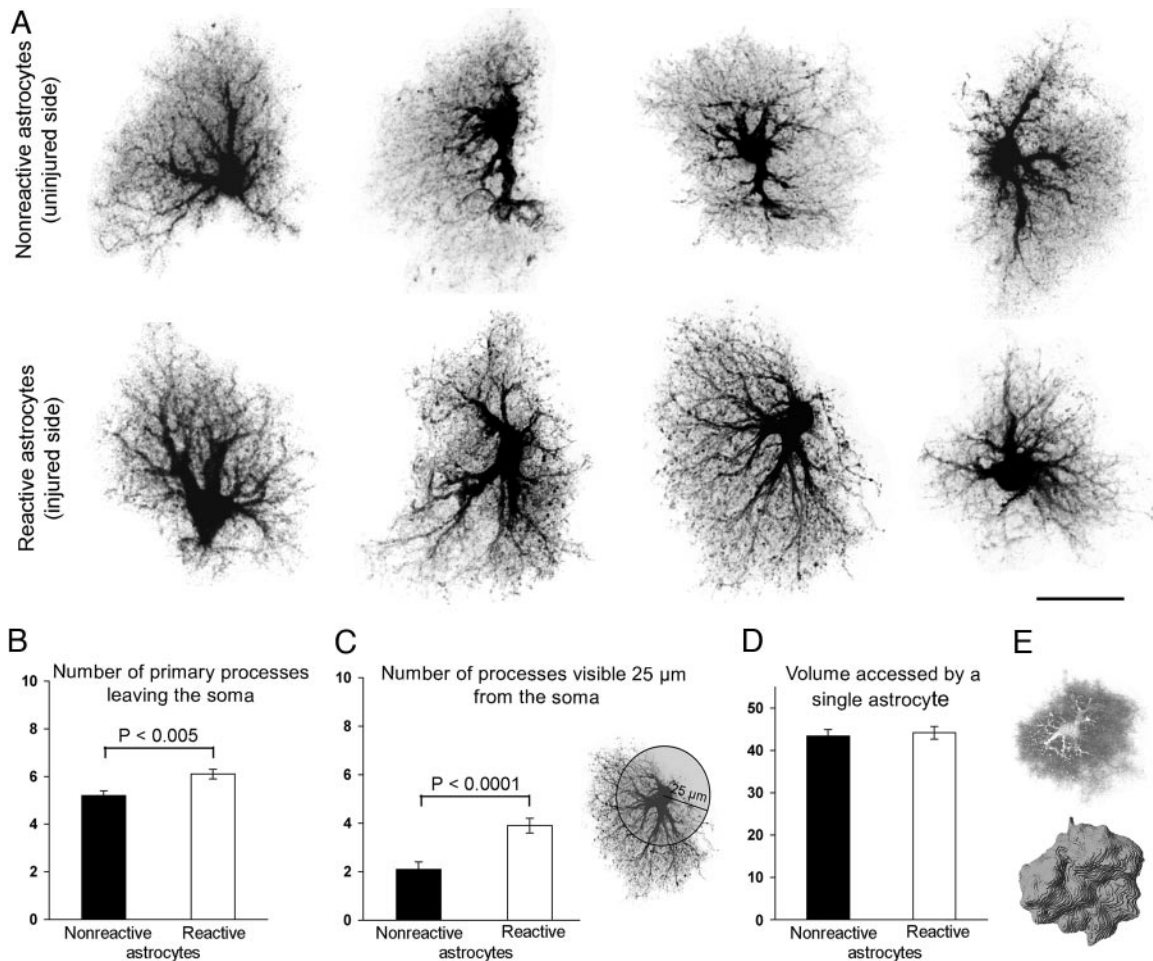 A
Nonreactive astrocytes
(uninjured side)
Reactive astrocytes
(injured side)
B
Number of primary processes
leaving the soma
10
8
6
4
2
0
P < 0.005
Nonreactive Reactive
astrocytes
C
Number of processes visible 25 µm
from the soma
10
8
6
4
2
0
P < 0.0001
25 µm
Nonreactive Reactive
astrocytes
D
Volume accessed by a
single astrocyte
50
40
30
20
10
0
Nonreactive Reactive
astrocytes
E